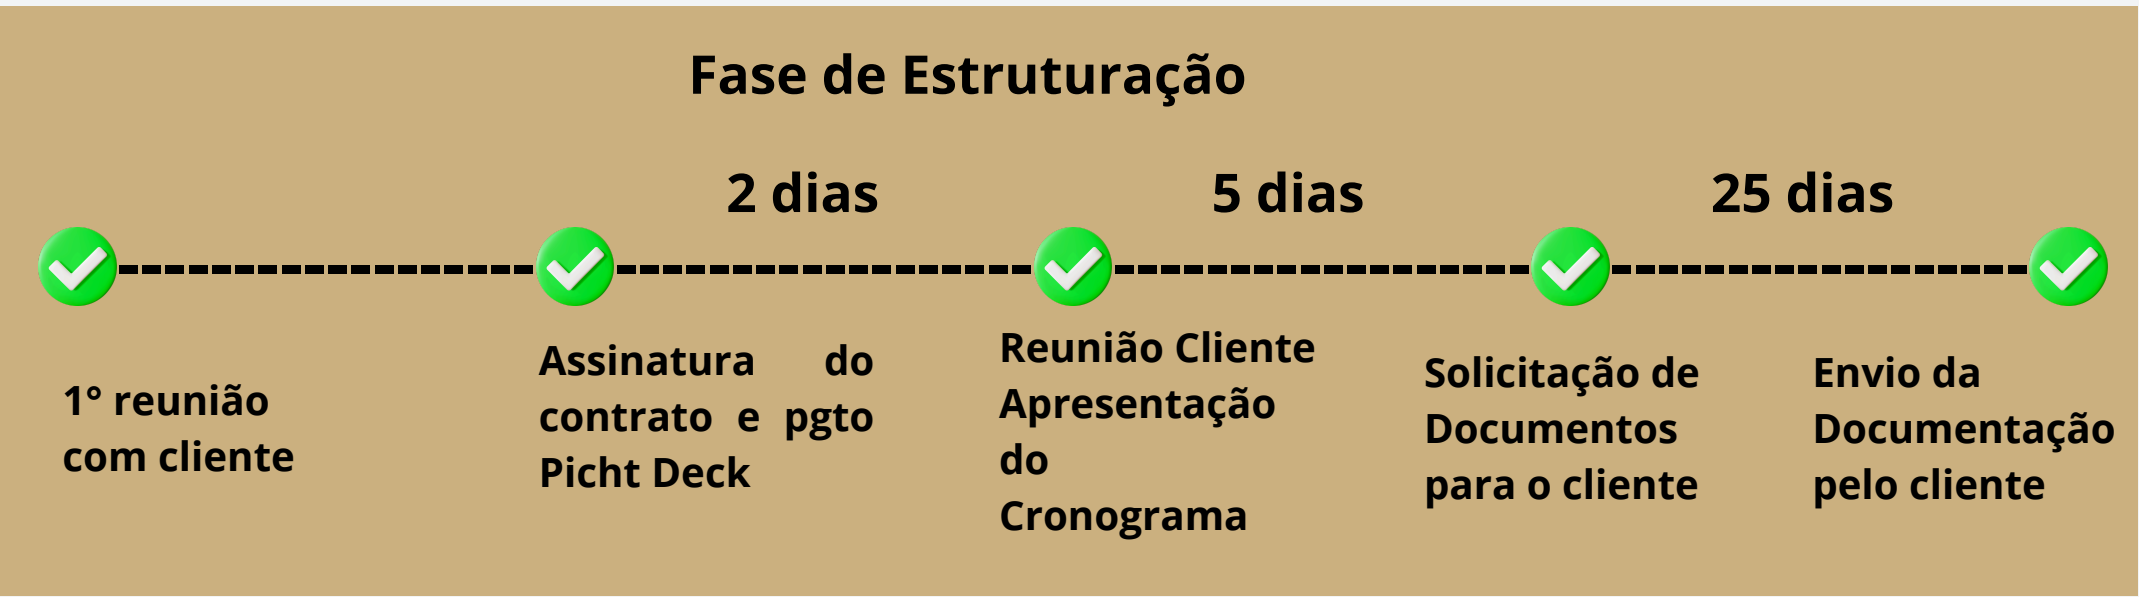 Fase de Estruturação
2 dias
5 dias
25 dias
1° reunião
com cliente
Assinatura do
contrato e pgto
Picht Deck
Reunião Cliente
Apresentação
do
Cronograma
Solicitação de
Documentos
para o cliente
Envio da
Documentação
pelo cliente